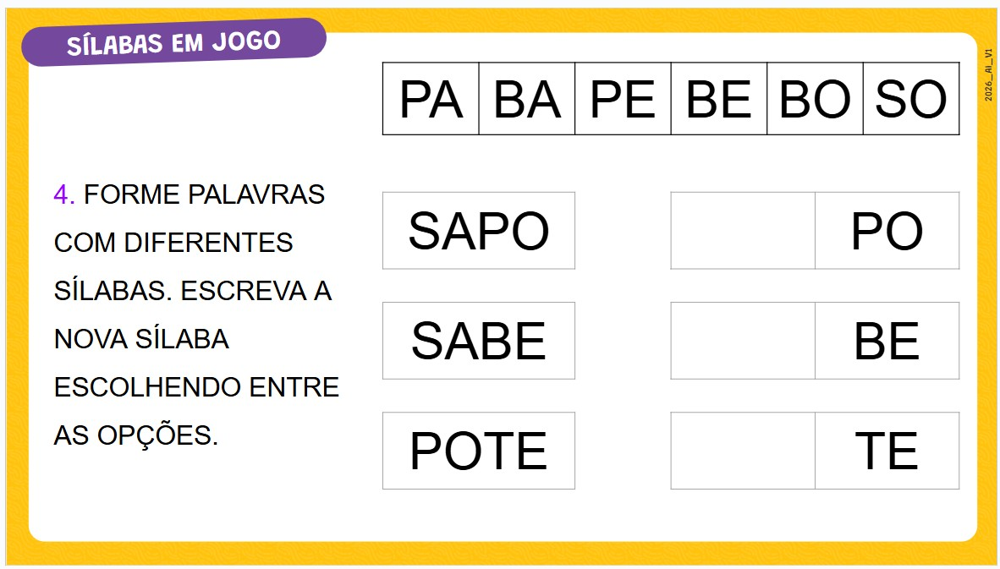 SÍLABAS EM JOGO
2026_AI_V1
PA BA PE BE BO SO
4. FORME PALAVRAS
COM DIFERENTES
SÍLABAS. ESCREVA A
NOVA SÍLABA
ESCOLHENDO ENTRE
AS OPÇÕES.
SAPO PO
SABE BE
POTE TE